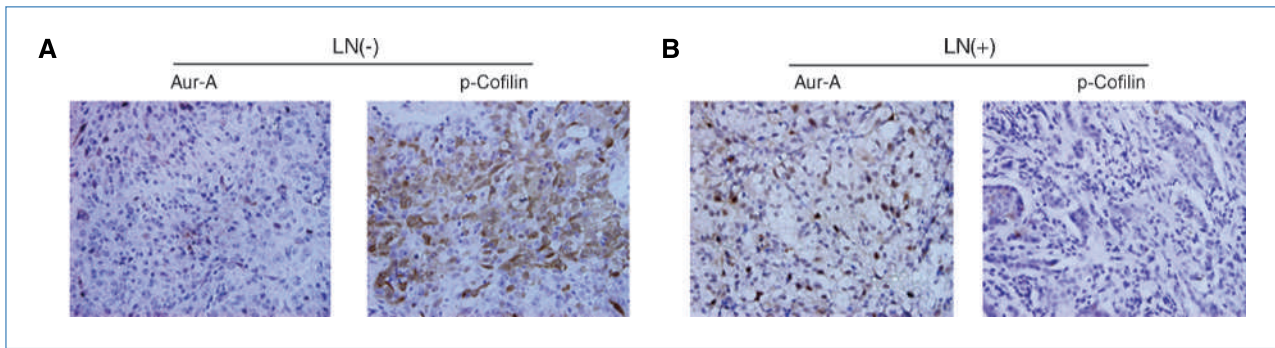 A
LN(-)
Aur-A
p-Cofilin
B
LN(+)
Aur-A
p-Cofilin